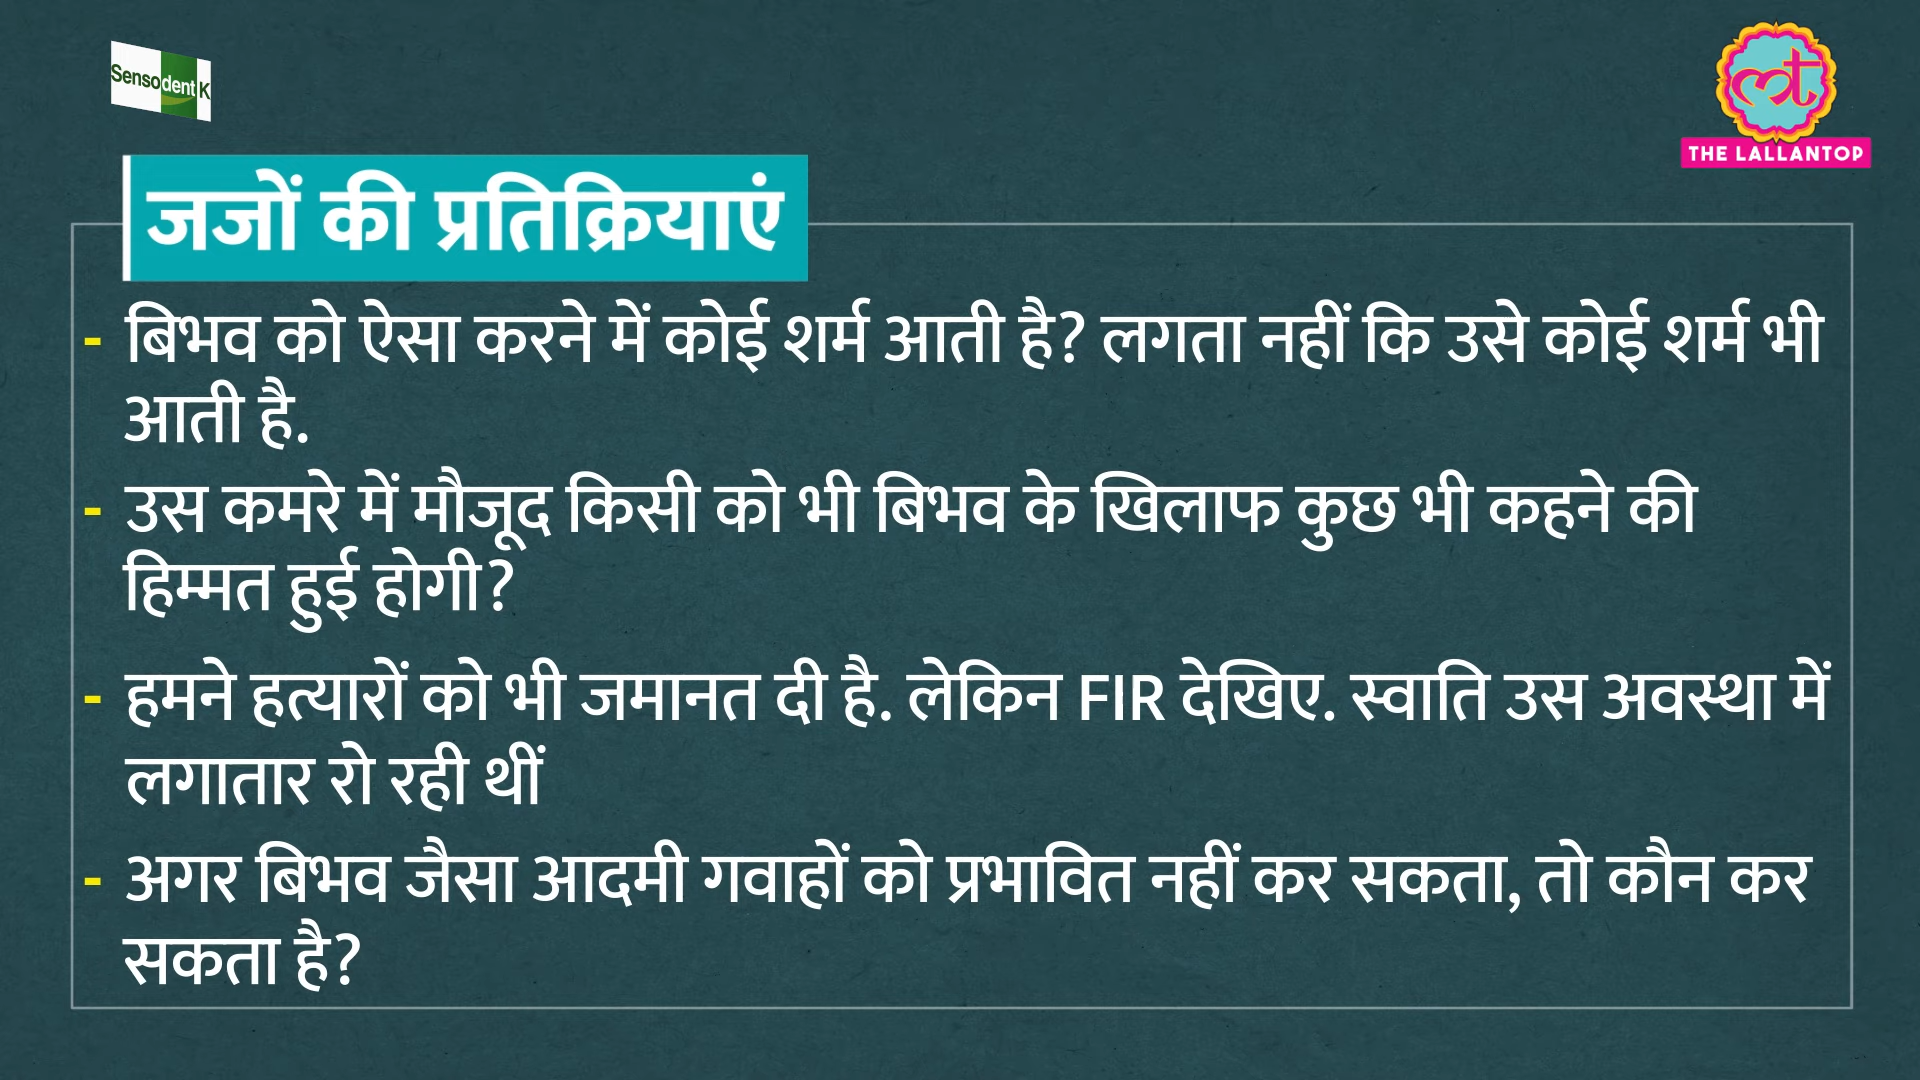 Sensodent K
लT
THE LALLANTOP
जजों की प्रतिक्रियाएं
- बिभव को ऐसा करने में कोई शर्म आती है? लगता नहीं कि उसे कोई शर्म भी
आती है.
- उस कमरे में मौजूद किसी को भी बिभव के खिलाफ कुछ भी कहने की
हिम्मत हुई होगी?
- हमने हत्यारों को भी जमानत दी है. लेकिन FIR देखिए. स्वाति उस अवस्था में
लगातार रो रही थीं
- अगर बिभव जैसा आदमी गवाहों को प्रभावित नहीं कर सकता, तो कौन कर
सकता है?